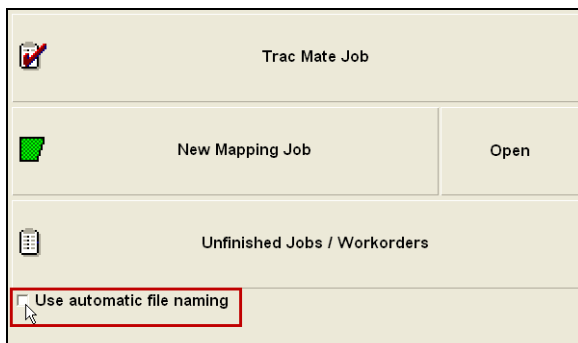 Trac Mate Job
New Mapping Job
Open
Unfinished Jobs / Workorders
Use automatic file naming